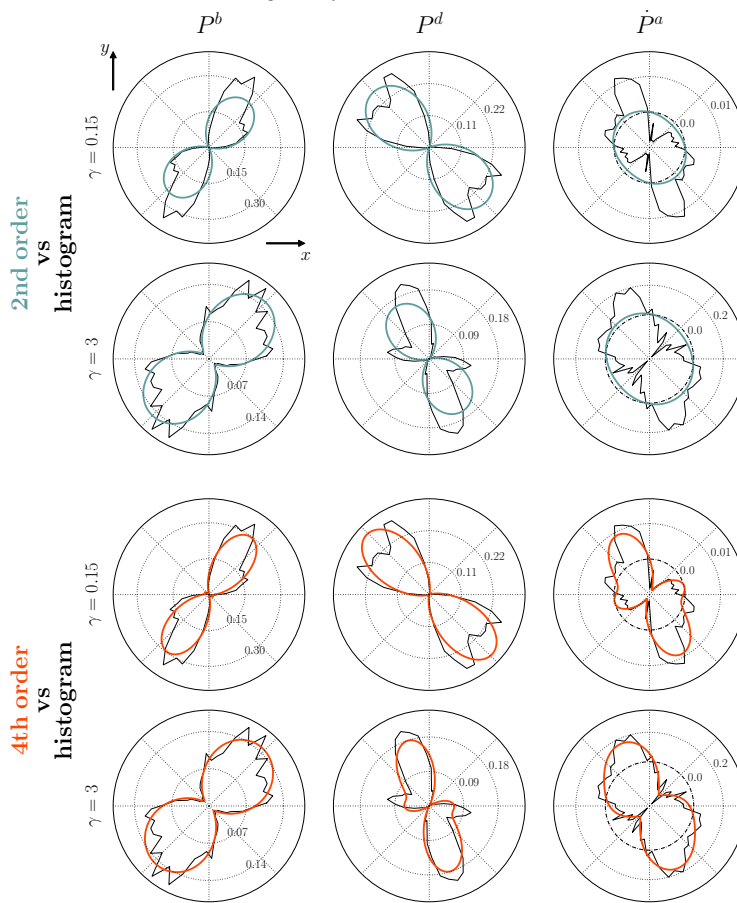 P^b P^d Ṗ^a
y
γ = 0.15
0.15
0.30
0.11
0.22
0.0
0.01
x
2nd order
vs
histogram
γ = 3
0.07
0.14
0.09
0.18
0.0
0.2
γ = 0.15
0.15
0.30
0.11
0.22
0.0
0.01
4th order
vs
histogram
γ = 3
0.07
0.14
0.09
0.18
0.0
0.2